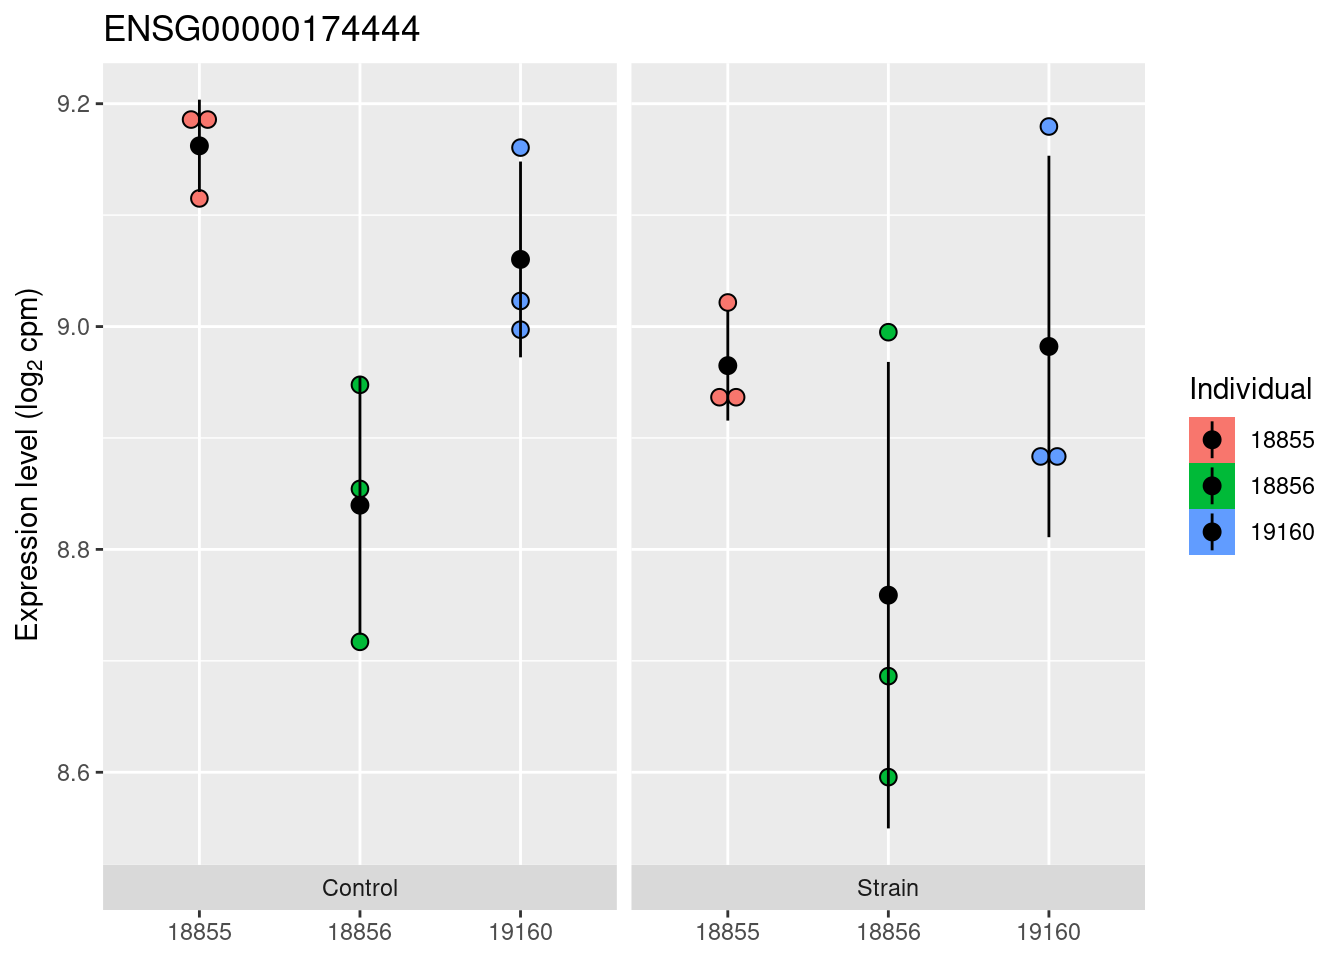 ENSG00000174444
Expression level (log₂ cpm)
9.2
9.0
8.8
8.6
Control
Strain
18855
18856
19160
18855
18856
19160
Individual
18855
18856
19160